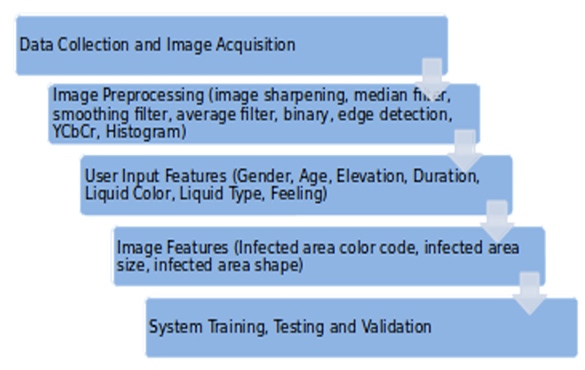 Data Collection and Image Acquisition
Image Preprocessing (image sharpening, median filter,
smoothing filter, average filter, binary, edge detection,
YCbCr, Histogram)
User Input Features (Gender, Age, Elevation, Duration,
Liquid Color, Liquid Type, Feeling)
Image Features (Infected area color code, infected area
size, infected area shape)
System Training, Testing and Validation